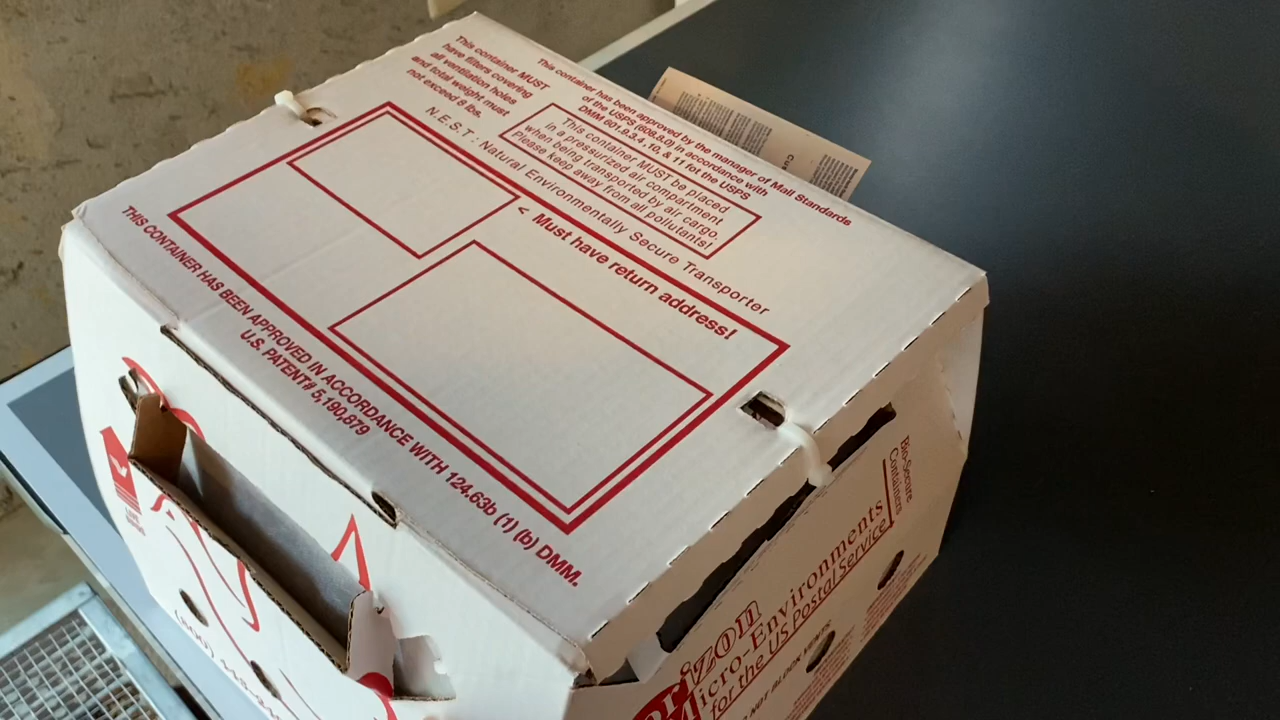 This container MUST
have filters covering
all ventilation holes
and total weight must
not exceed 8 lbs.
This container has been approved by the manager of Mall Standards
of the USPS (608.8.0) in accordance with
DMM 601.9.3.4, 10, & 11 fot the USPS
This container MUST be placed
in a pressurized air compartment
when being transported by air cargo.
Please keep away from all pollutants!
N.E.S.T.: Natural Environmentally Secure Transporter
< Must have return address!
THIS CONTAINER HAS BEEN APPROVED IN ACCORDANCE WITH 124.63b (1) (b) DMM.
U.S. PATENT# 5,190,879
Bio-Secure
Containers
rizon
Micro-Environments
for the US Postal Service
NOT BLOCK VENTS